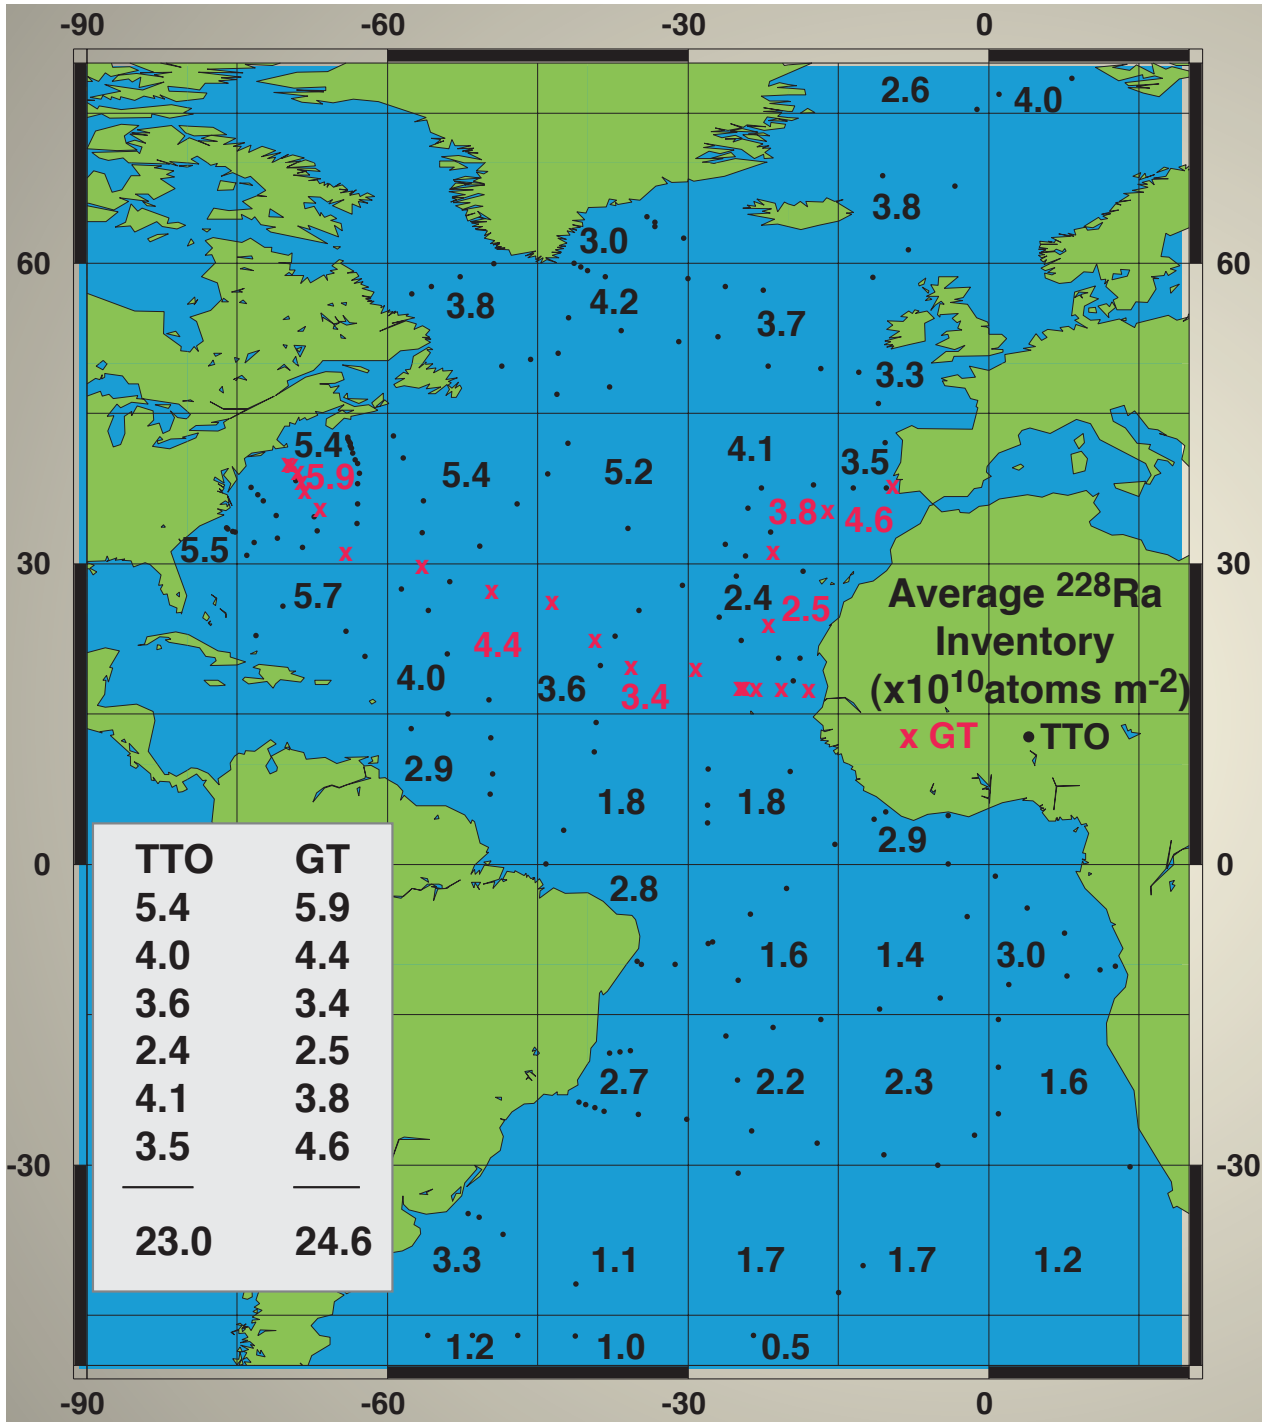 -90 -60 -30 0
2.6
4.0
3.8
3.0
60 60
3.8 4.2
3.7
3.3
5.4 4.1
5.9 5.4 5.2 3.5
3.8 4.6
5.5
30 30
5.7 2.4 2.5
Average ²²⁸Ra
Inventory
(x10¹⁰atoms m⁻²)
x GT •TTO
4.4
4.0 3.6 3.4
2.9
1.8 1.8
2.9
0 0
2.8
1.6 1.4 3.0
2.7 2.2 2.3 1.6
-30 -30
3.3 1.1 1.7 1.7 1.2
1.2 1.0 0.5
TTO GT
5.4 5.9
4.0 4.4
3.6 3.4
2.4 2.5
4.1 3.8
3.5 4.6
23.0 24.6
-90 -60 -30 0